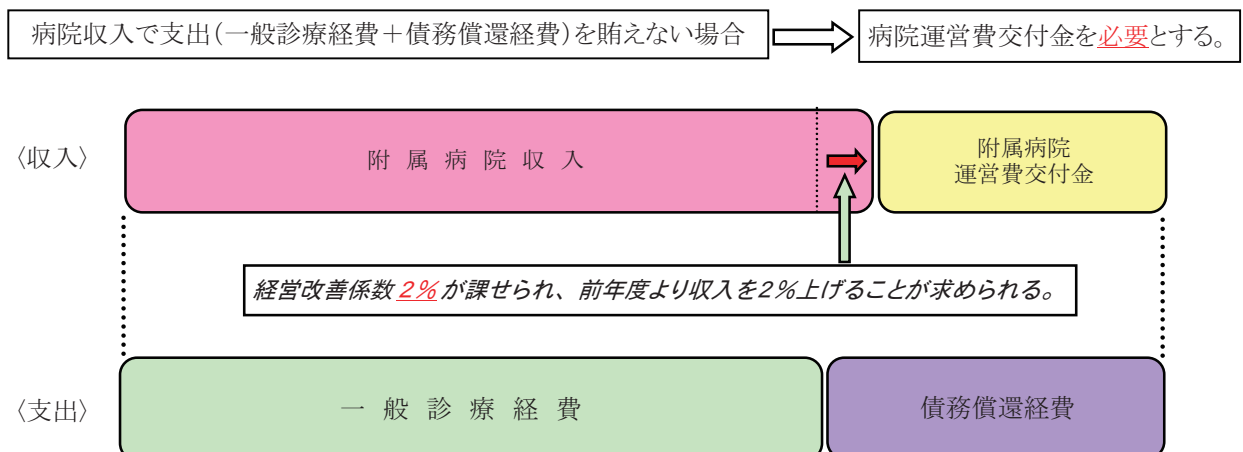 病院収入で支出(一般診療経費+債務償還経費)を賄えない場合
病院運営費交付金を必要とする。
〈収入〉
附属病院収入
附属病院
運営費交付金
経営改善係数2%が課せられ、前年度より収入を2%上げることが求められる。
〈支出〉
一般診療経費
債務償還経費